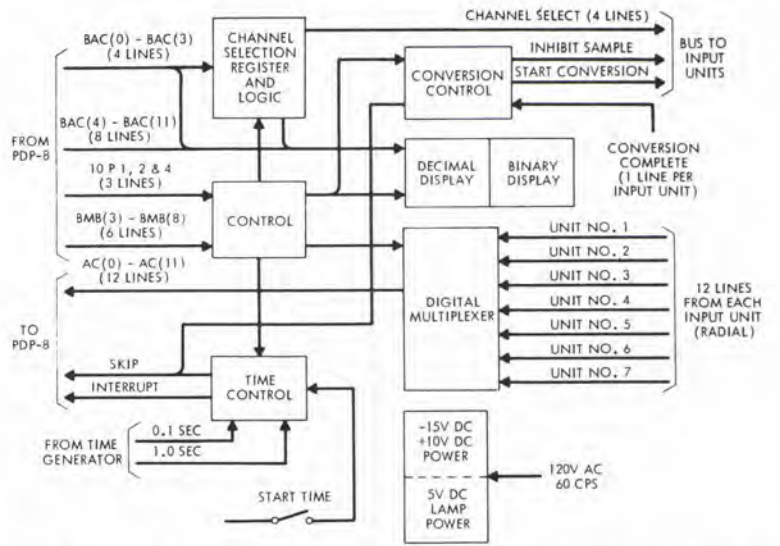 CHANNEL SELECT (4 LINES)
BAC(0) - BAC(3)
(4 LINES)
CHANNEL
SELECTION
REGISTER
AND
LOGIC
INHIBIT SAMPLE
START CONVERSION
BUS TO
INPUT
UNITS
CONVERSION
CONTROL
FROM
PDP-8
BAC(4) - BAC(11)
(8 LINES)
10 P 1, 2 & 4
(3 LINES)
BMB(3) - BMB(8)
(6 LINES)
CONTROL
DECIMAL
DISPLAY
BINARY
DISPLAY
CONVERSION
COMPLETE
(1 LINE PER
INPUT UNIT)
AC(0) - AC(11)
(12 LINES)
DIGITAL
MULTIPLEXER
UNIT NO. 1
UNIT NO. 2
UNIT NO. 3
UNIT NO. 4
UNIT NO. 5
UNIT NO. 6
UNIT NO. 7
12 LINES
FROM EACH
INPUT UNIT
(RADIAL)
TO
PDP-8
SKIP
INTERRUPT
TIME
CONTROL
FROM TIME
GENERATOR
0.1 SEC
1.0 SEC
START TIME
-15V DC
+10V DC
POWER
5V DC
LAMP
POWER
120V AC
60 CPS